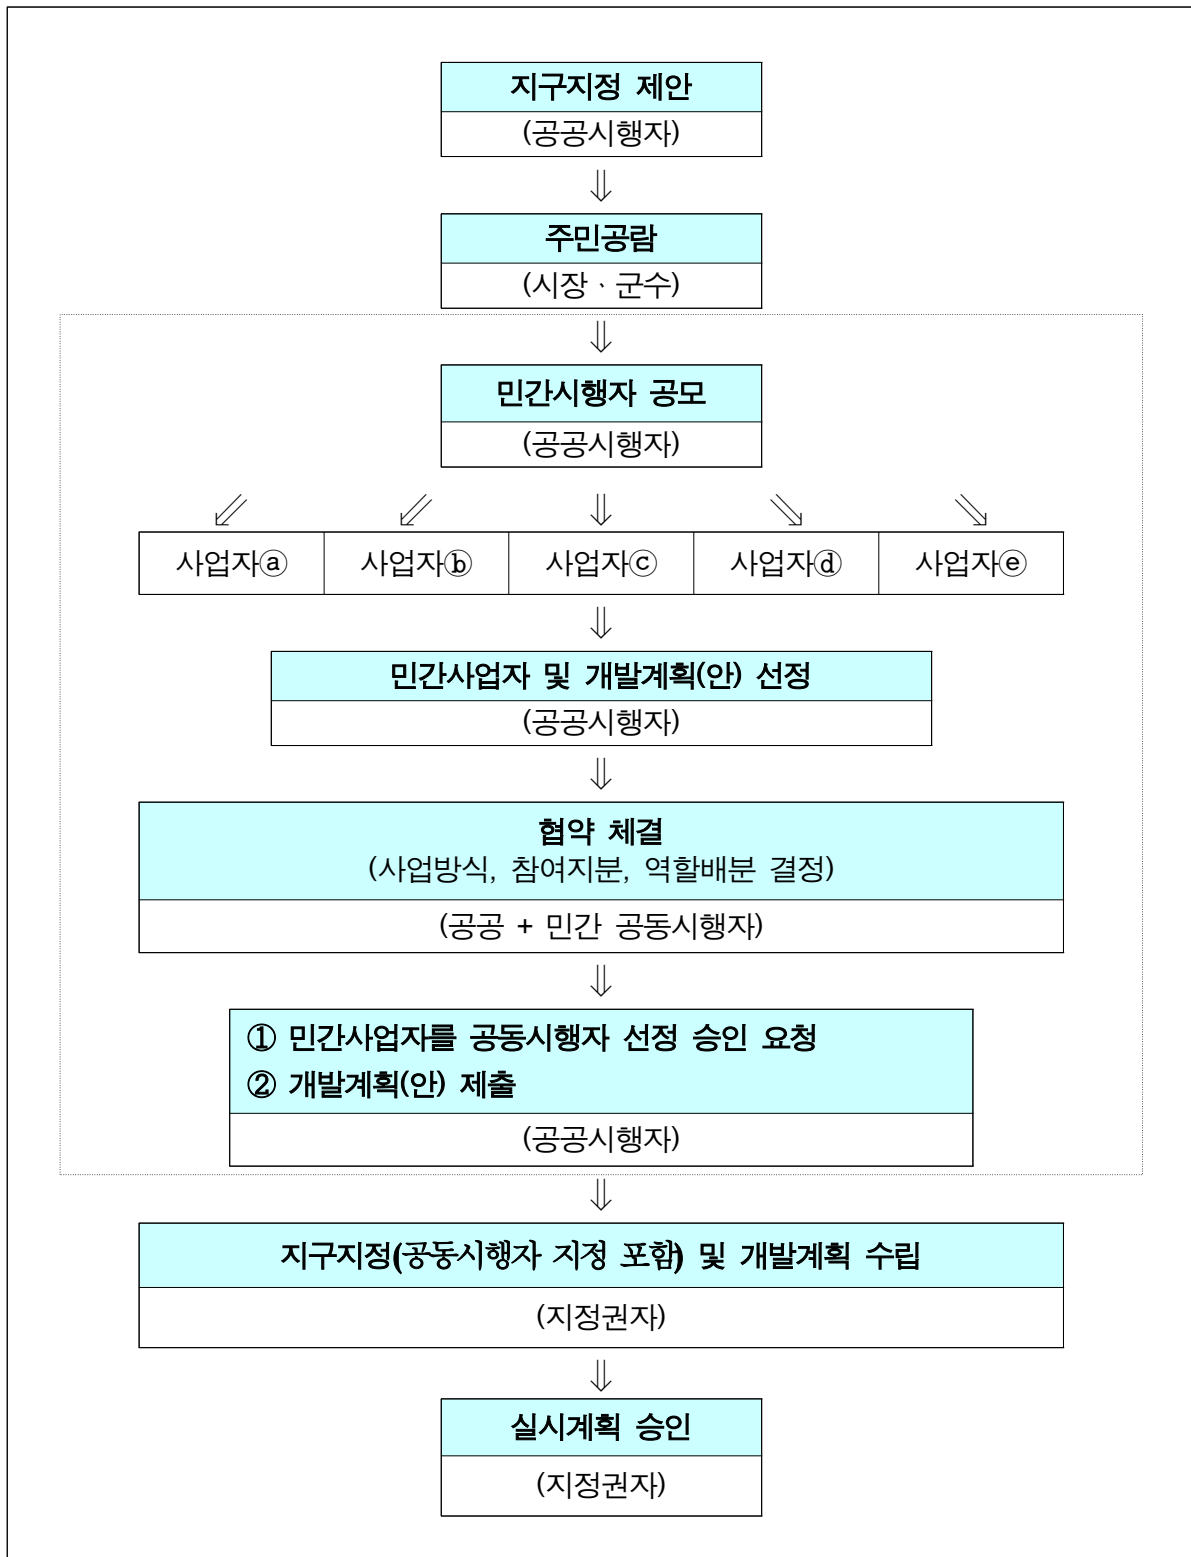 지구지정 제안
(공공시행자)
⇓
주민공람
(시장ㆍ군수)
⇓
민간시행자 공모
(공공시행자)
⇙ ⇙ ⇓ ⇘ ⇘
사업자ⓐ 사업자ⓑ 사업자ⓒ 사업자ⓓ 사업자ⓔ
⇓
민간사업자 및 개발계획(안) 선정
(공공시행자)
⇓
협약 체결
(사업방식, 참여지분, 역할배분 결정)
(공공 + 민간 공동시행자)
⇓
① 민간사업자를 공동시행자 선정 승인 요청
② 개발계획(안) 제출
(공공시행자)
⇓
지구지정(공동시행자 지정 포함) 및 개발계획 수립
(지정권자)
⇓
실시계획 승인
(지정권자)